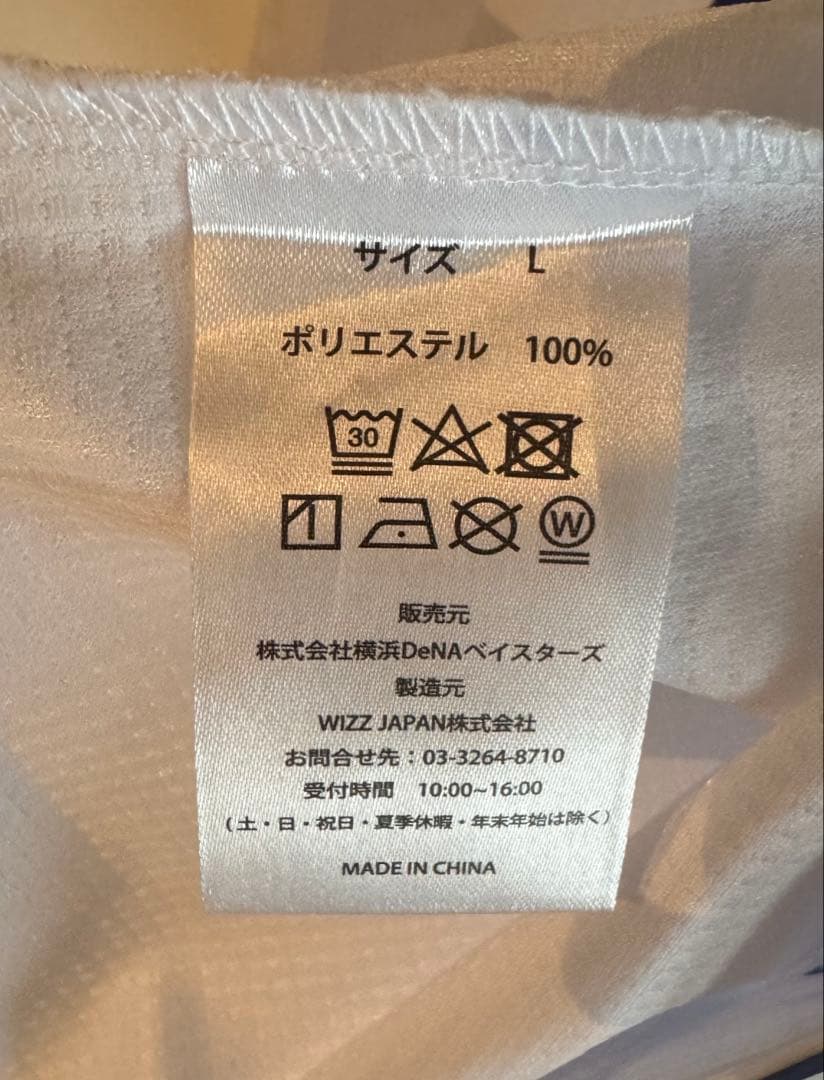 サイズ L
ポリエステル 100%
30
W
販売元
株式会社横浜DeNAベイスターズ
製造元
WIZZ JAPAN株式会社
お問合せ先：03-3264-8710
受付時間 10:00~16:00
(土・日・祝日・夏季休暇・年末年始は除く)
MADE IN CHINA